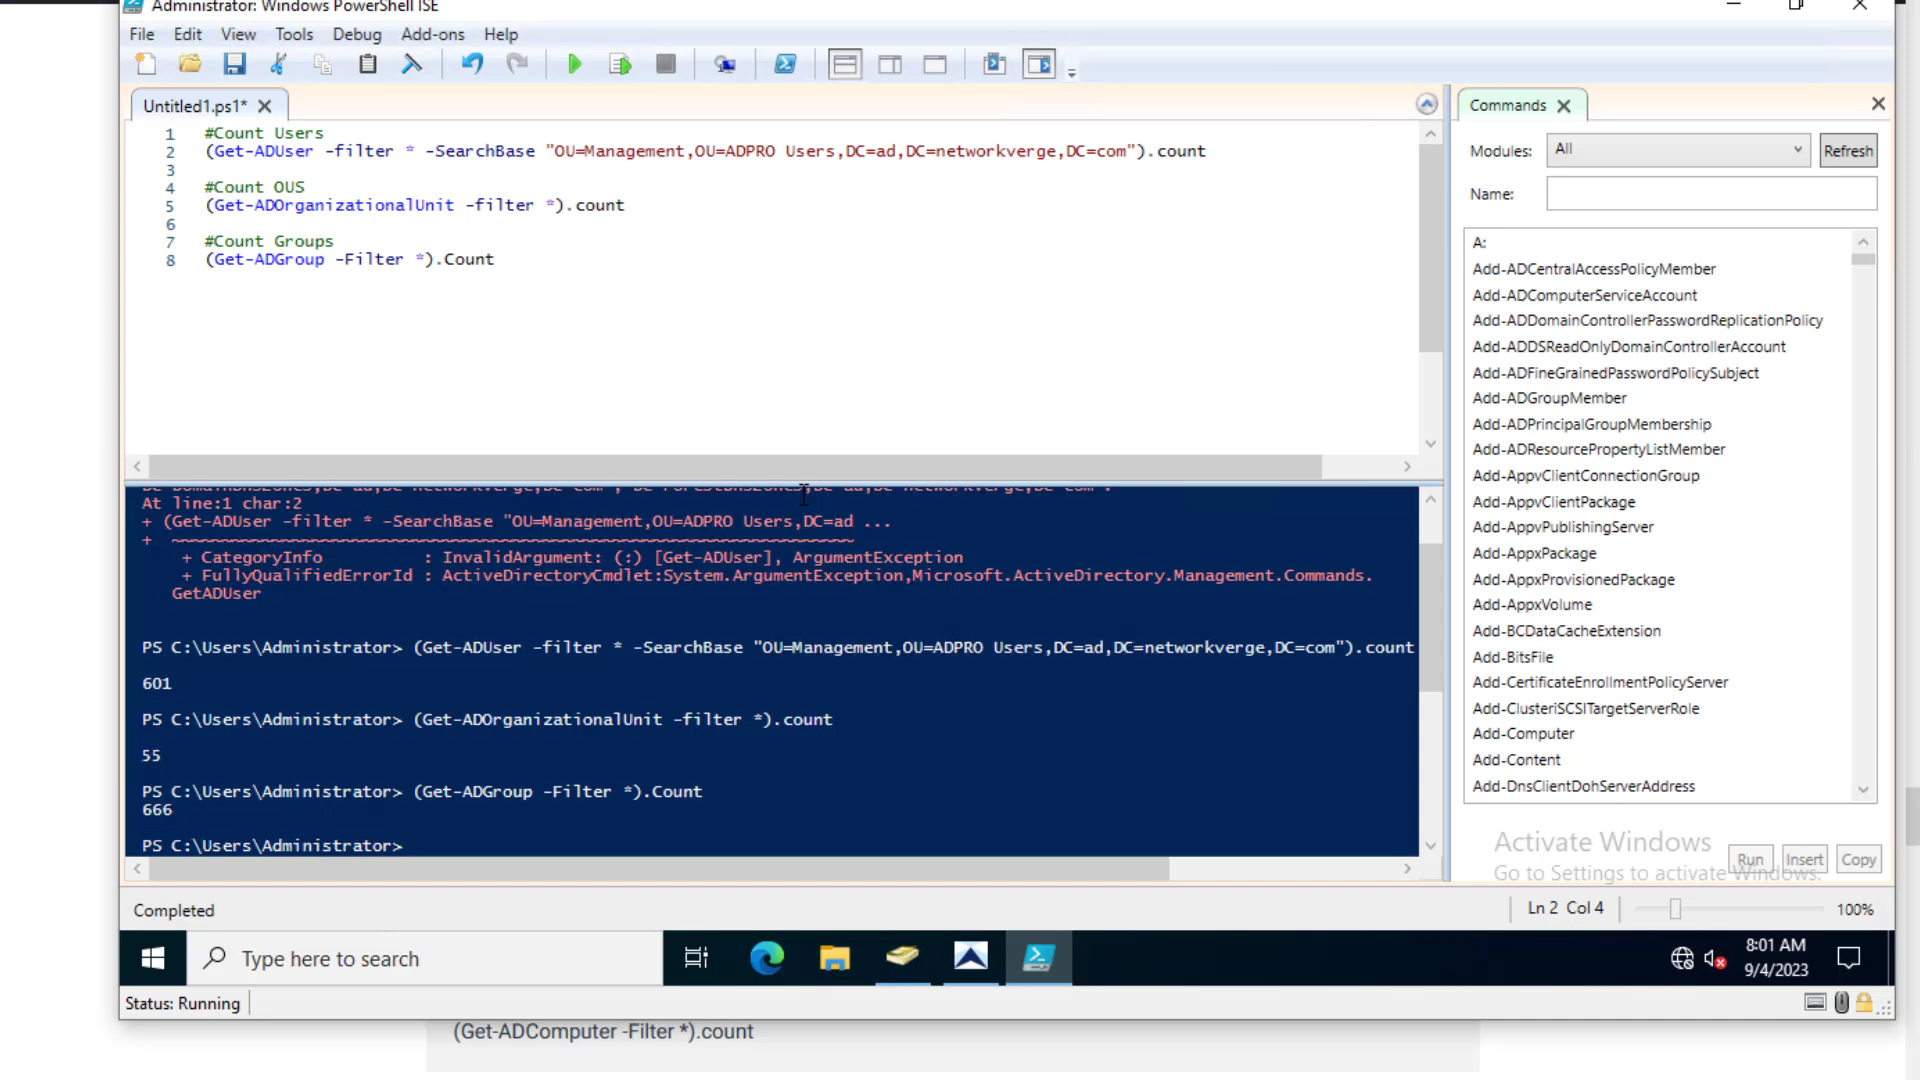 Administrator: Windows PowerShell ISE
File Edit View Tools Debug Add-ons Help
Untitled1.ps1*
1 #Count Users
2 (Get-ADUser -filter * -SearchBase "OU=Management,OU=ADPRO Users,DC=ad,DC=networkverge,DC=com").count
3
4 #Count OUS
5 (Get-ADOrganizationalUnit -filter *).count
6
7 #Count Groups
8 (Get-ADGroup -Filter *).Count
At line:1 char:2
+ (Get-ADUser -filter * -SearchBase "OU=Management,OU=ADPRO Users,DC=ad ...
+ ~~~~~~~~~~~~~~~~~~~~~~~~~~~~~~~~~~~~~~~~~~~~~~~~~~~~~~~~~~~~~~~~~~~~~
+ CategoryInfo : InvalidArgument: (:) [Get-ADUser], ArgumentException
+ FullyQualifiedErrorId : ActiveDirectoryCmdlet:System.ArgumentException,Microsoft.ActiveDirectory.Management.Commands.
GetADUser
PS C:\Users\Administrator> (Get-ADUser -filter * -SearchBase "OU=Management,OU=ADPRO Users,DC=ad,DC=networkverge,DC=com").count
601
PS C:\Users\Administrator> (Get-ADOrganizationalUnit -filter *).count
55
PS C:\Users\Administrator> (Get-ADGroup -Filter *).Count
666
PS C:\Users\Administrator>
Commands
Modules: All Refresh
Name:
A:
Add-ADCentralAccessPolicyMember
Add-ADComputerServiceAccount
Add-ADDomainControllerPasswordReplicationPolicy
Add-ADDSReadOnlyDomainControllerAccount
Add-ADFineGrainedPasswordPolicySubject
Add-ADGroupMember
Add-ADPrincipalGroupMembership
Add-ADResourcePropertyListMember
Add-AppvClientConnectionGroup
Add-AppvClientPackage
Add-AppvPublishingServer
Add-AppxPackage
Add-AppxProvisionedPackage
Add-AppxVolume
Add-BCDataCacheExtension
Add-BitsFile
Add-CertificateEnrollmentPolicyServer
Add-ClusteriSCSITargetServerRole
Add-Computer
Add-Content
Add-DnsClientDohServerAddress
Activate Windows
Go to Settings to activate Windows.
Run Insert Copy
Completed
Ln 2 Col 4
100%
Type here to search
8:01 AM
9/4/2023
Status: Running
(Get-ADComputer -Filter *).count